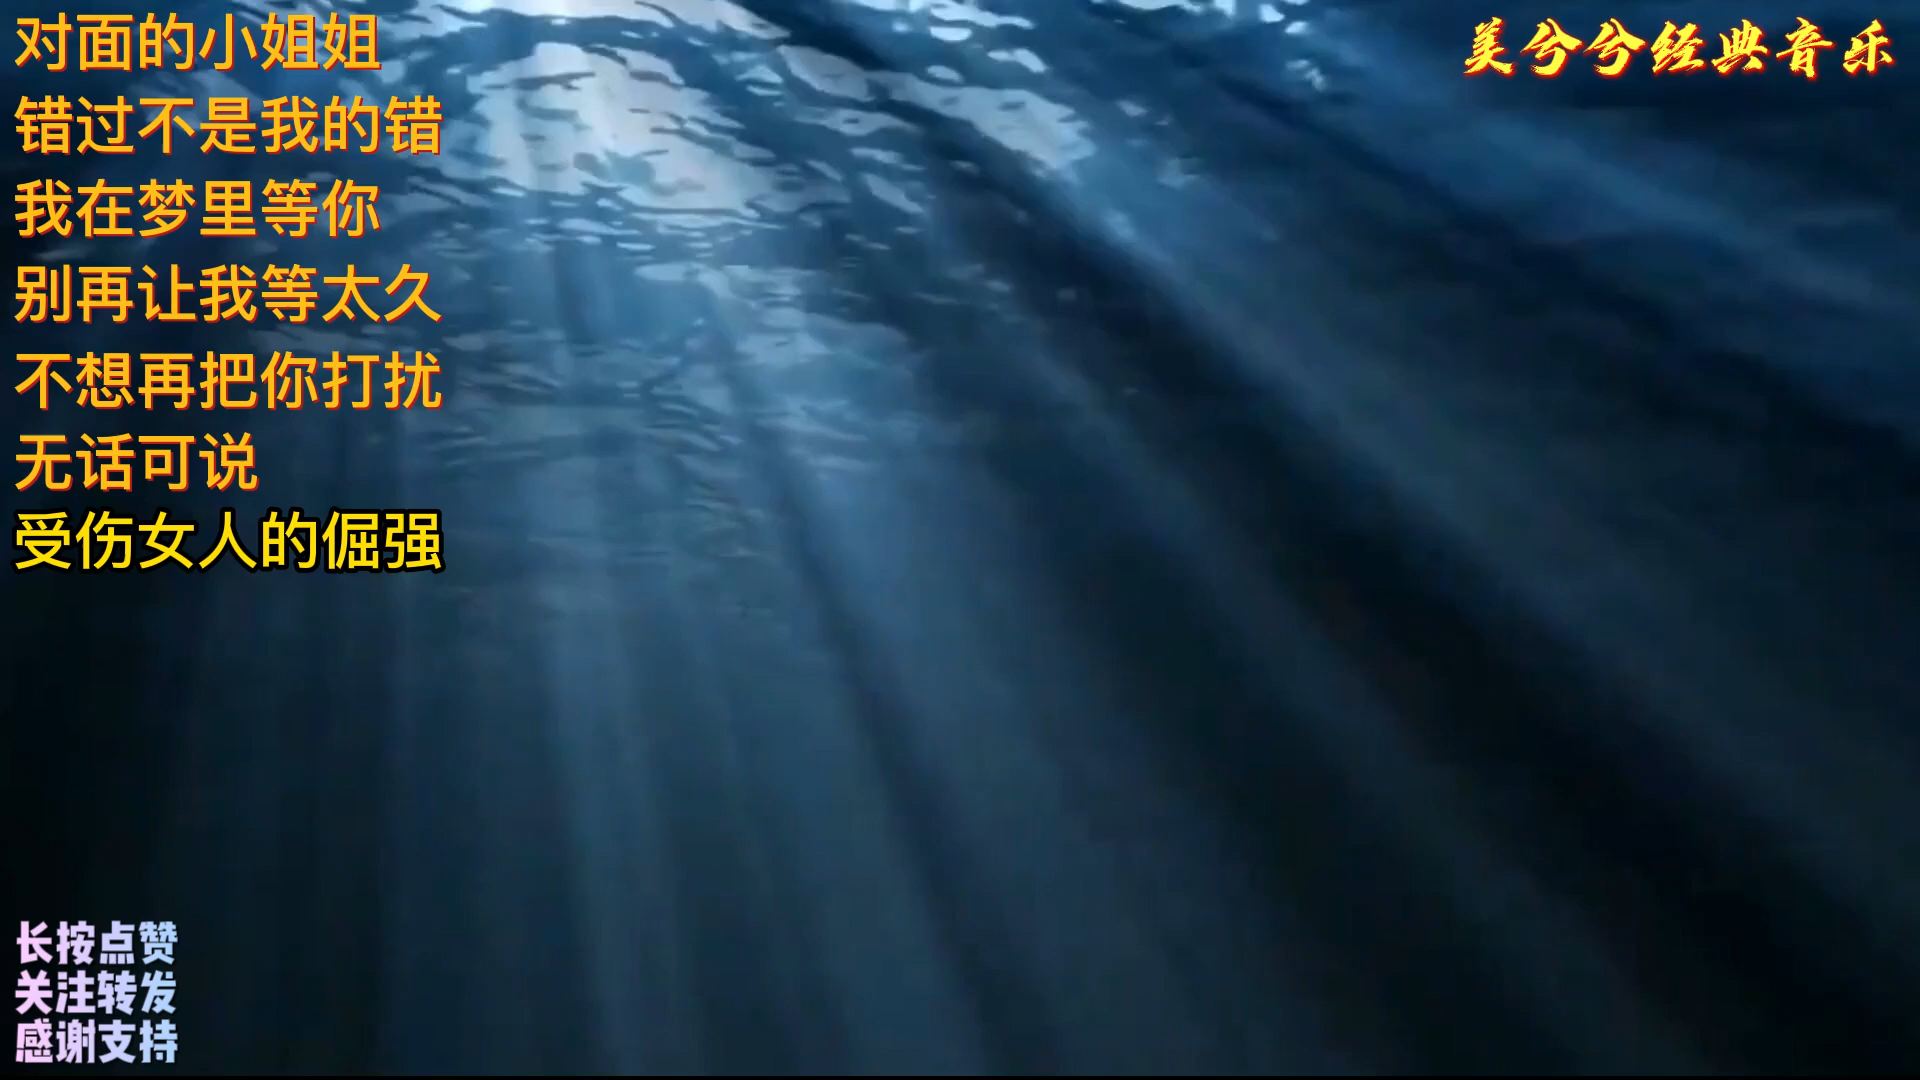 对面的小姐姐
错过不是我的错
我在梦里等你
别再让我等太久
不想再把你打扰
无话可说
受伤女人的倔强
美兮兮经典音乐
长按点赞
关注转发
感谢支持